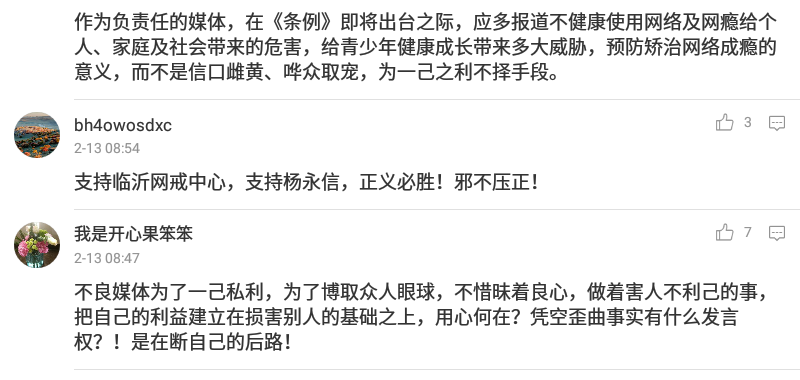 作为负责任的媒体，在《条例》即将出台之际，应多报道不健康使用网络及网瘾给个
人、家庭及社会带来的危害，给青少年健康成长带来多大威胁，预防矫治网络成瘾的
意义，而不是信口雌黄、哗众取宠，为一己之利不择手段。
bh4owosdxc
3
2-13 08:54
支持临沂网戒中心，支持杨永信，正义必胜！邪不压正！
我是开心果笨笨
7
2-13 08:47
不良媒体为了一己私利，为了博取众人眼球，不惜昧着良心，做着害人不利己的事，
把自己的利益建立在损害别人的基础之上，用心何在？凭空歪曲事实有什么发言
权？！是在断自己的后路！